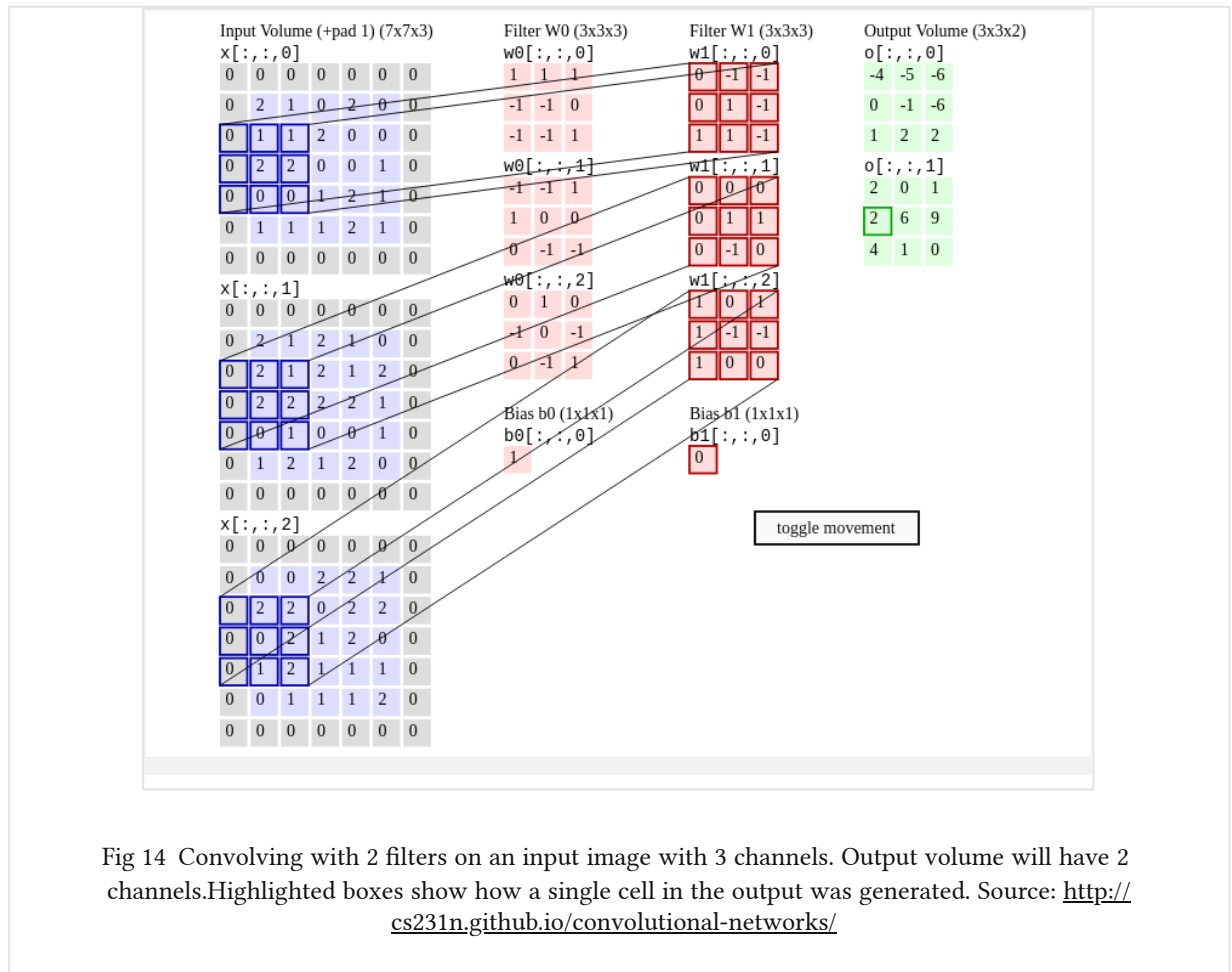 Input Volume (+pad 1) (7x7x3)
x[:,:,0]
0 0 0 0 0 0 0
0 2 1 0 2 0 0
0 1 1 2 0 0 0
0 2 2 0 0 1 0
0 0 0 1 2 1 0
0 1 1 1 2 1 0
0 0 0 0 0 0 0
x[:,:,1]
0 0 0 0 0 0 0
0 2 1 2 1 0 0
0 2 1 2 1 2 0
0 2 2 2 2 1 0
0 0 1 0 0 1 0
0 1 2 1 2 0 0
0 0 0 0 0 0 0
x[:,:,2]
0 0 0 0 0 0 0
0 0 0 2 2 1 0
0 2 2 0 2 2 0
0 0 2 1 2 0 0
0 1 2 1 1 1 0
0 0 1 1 1 2 0
0 0 0 0 0 0 0
Filter W0 (3x3x3)
w0[:,:,0]
1 1 1
-1 -1 0
-1 -1 1
w0[:,:,1]
-1 -1 1
1 0 0
0 -1 -1
w0[:,:,2]
0 1 0
-1 0 -1
0 -1 1
Bias b0 (1x1x1)
b0[:,:,0]
1
Filter W1 (3x3x3)
w1[:,:,0]
0 -1 -1
0 1 -1
1 1 -1
w1[:,:,1]
0 0 0
0 1 1
0 -1 0
w1[:,:,2]
1 0 1
1 -1 -1
1 0 0
Bias b1 (1x1x1)
b1[:,:,0]
0
Output Volume (3x3x2)
o[:,:,0]
-4 -5 -6
0 -1 -6
1 2 2
o[:,:,1]
2 0 1
2 6 9
4 1 0
toggle movement
Fig 14 Convolving with 2 filters on an input image with 3 channels. Output volume will have 2
channels.Highlighted boxes show how a single cell in the output was generated. Source: http://
cs231n.github.io/convolutional-networks/